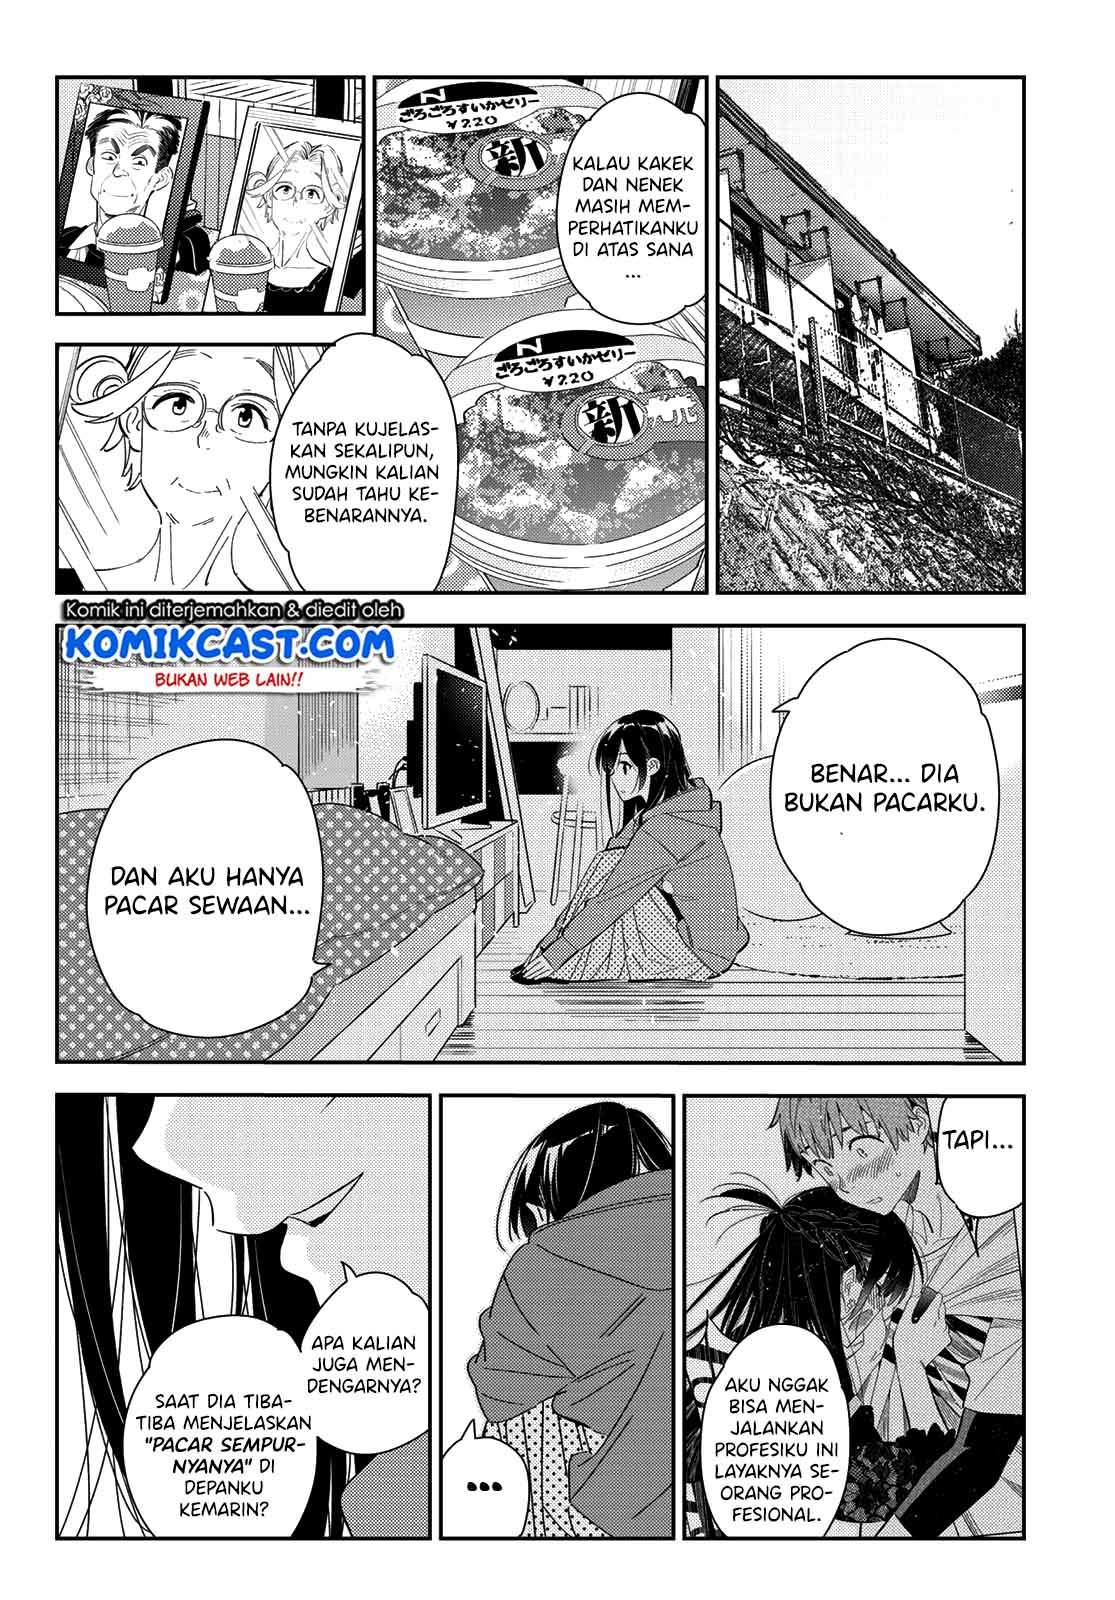 KALAU KAKEK
DAN NENEK
MASIH MEM-
PERHATIKANKU
DI ATAS SANA
...
N
ごろごろすいかゼリー
¥220
新
N
ごろごろすいかゼリー
¥220
新
TANPA KUJELAS-
KAN SEKALIPUN,
MUNGKIN KALIAN
SUDAH TAHU KE-
BENARANNYA.
Komik ini diterjemahkan & diedit oleh
KOMIKCAST.COM
BUKAN WEB LAIN!!
BENAR... DIA
BUKAN PACARKU.
DAN AKU HANYA
PACAR SEWAAN...
TAPI...
AKU NGGAK
BISA MEN-
JALANKAN
PROFESIKU INI
LAYAKNYA SE-
ORANG PRO-
FESIONAL.
...
APA KALIAN
JUGA MEN-
DENGARNYA?
SAAT DIA TIBA-
TIBA MENJELASKAN
"PACAR SEMPUR-
NYANYA" DI
DEPANKU
KEMARIN?